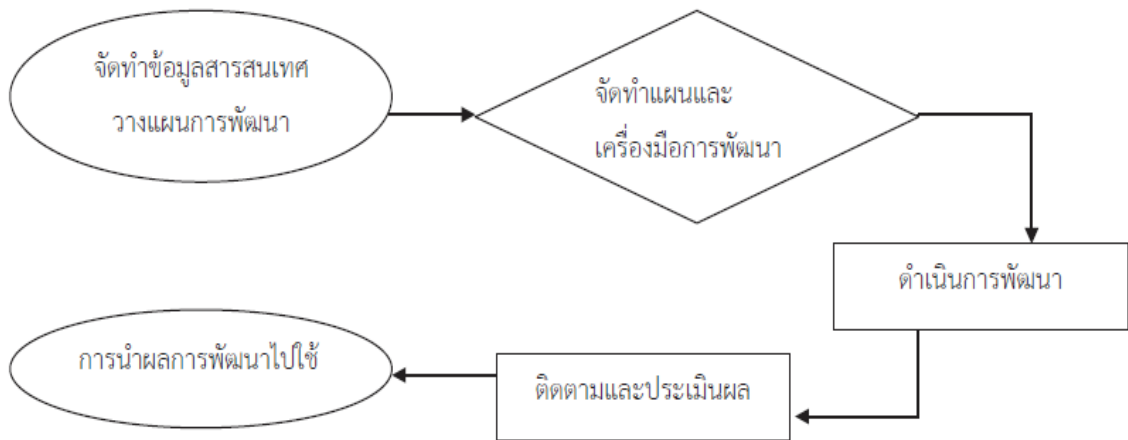 จัดทำข้อมูลสารสนเทศ
วางแผนการพัฒนา
จัดทำแผนและ
เครื่องมือการพัฒนา
ดำเนินการพัฒนา
ติดตามและประเมินผล
การนำผลการพัฒนาไปใช้